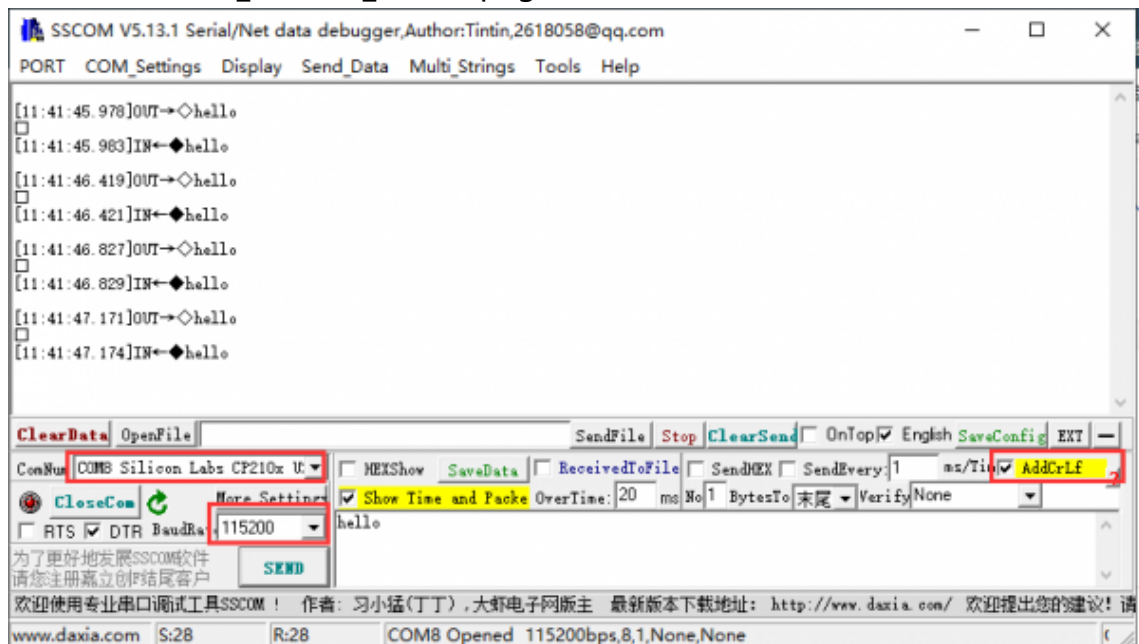 SSCOM V5.13.1 Serial/Net data debugger,Author:Tintin,2618058@qq.com
PORT COM_Settings Display Send_Data Multi_Strings Tools Help
[11:41:45.978]OUT→◇hello
□
[11:41:45.983]IN←◆hello
[11:41:46.419]OUT→◇hello
□
[11:41:46.421]IN←◆hello
[11:41:46.827]OUT→◇hello
□
[11:41:46.829]IN←◆hello
[11:41:47.171]OUT→◇hello
□
[11:41:47.174]IN←◆hello
ClearData OpenFile SendFile Stop ClearSend OnTop English SaveConfig EXT —
ComNum COM8 Silicon Labs CP210x HEXShow SaveData ReceivedToFile SendHEX SendEvery: 1 ms/Tim AddCrLf
CloseCom More Settings Show Time and Packe OverTime: 20 ms No 1 BytesTo 末尾 Verify None
RTS DTR BaudRa 115200 hello
为了更好地发展SSCOM软件
请您注册嘉立创F结尾客户 SEND
欢迎使用专业串口调试工具SSCOM ! 作者: 习小猛(丁丁) ,大虾电子网版主 最新版本下载地址: http://www.daxia.com/ 欢迎提出您的建议! 请
www.daxia.com S:28 R:28 COM8 Opened 115200bps,8,1,None,None